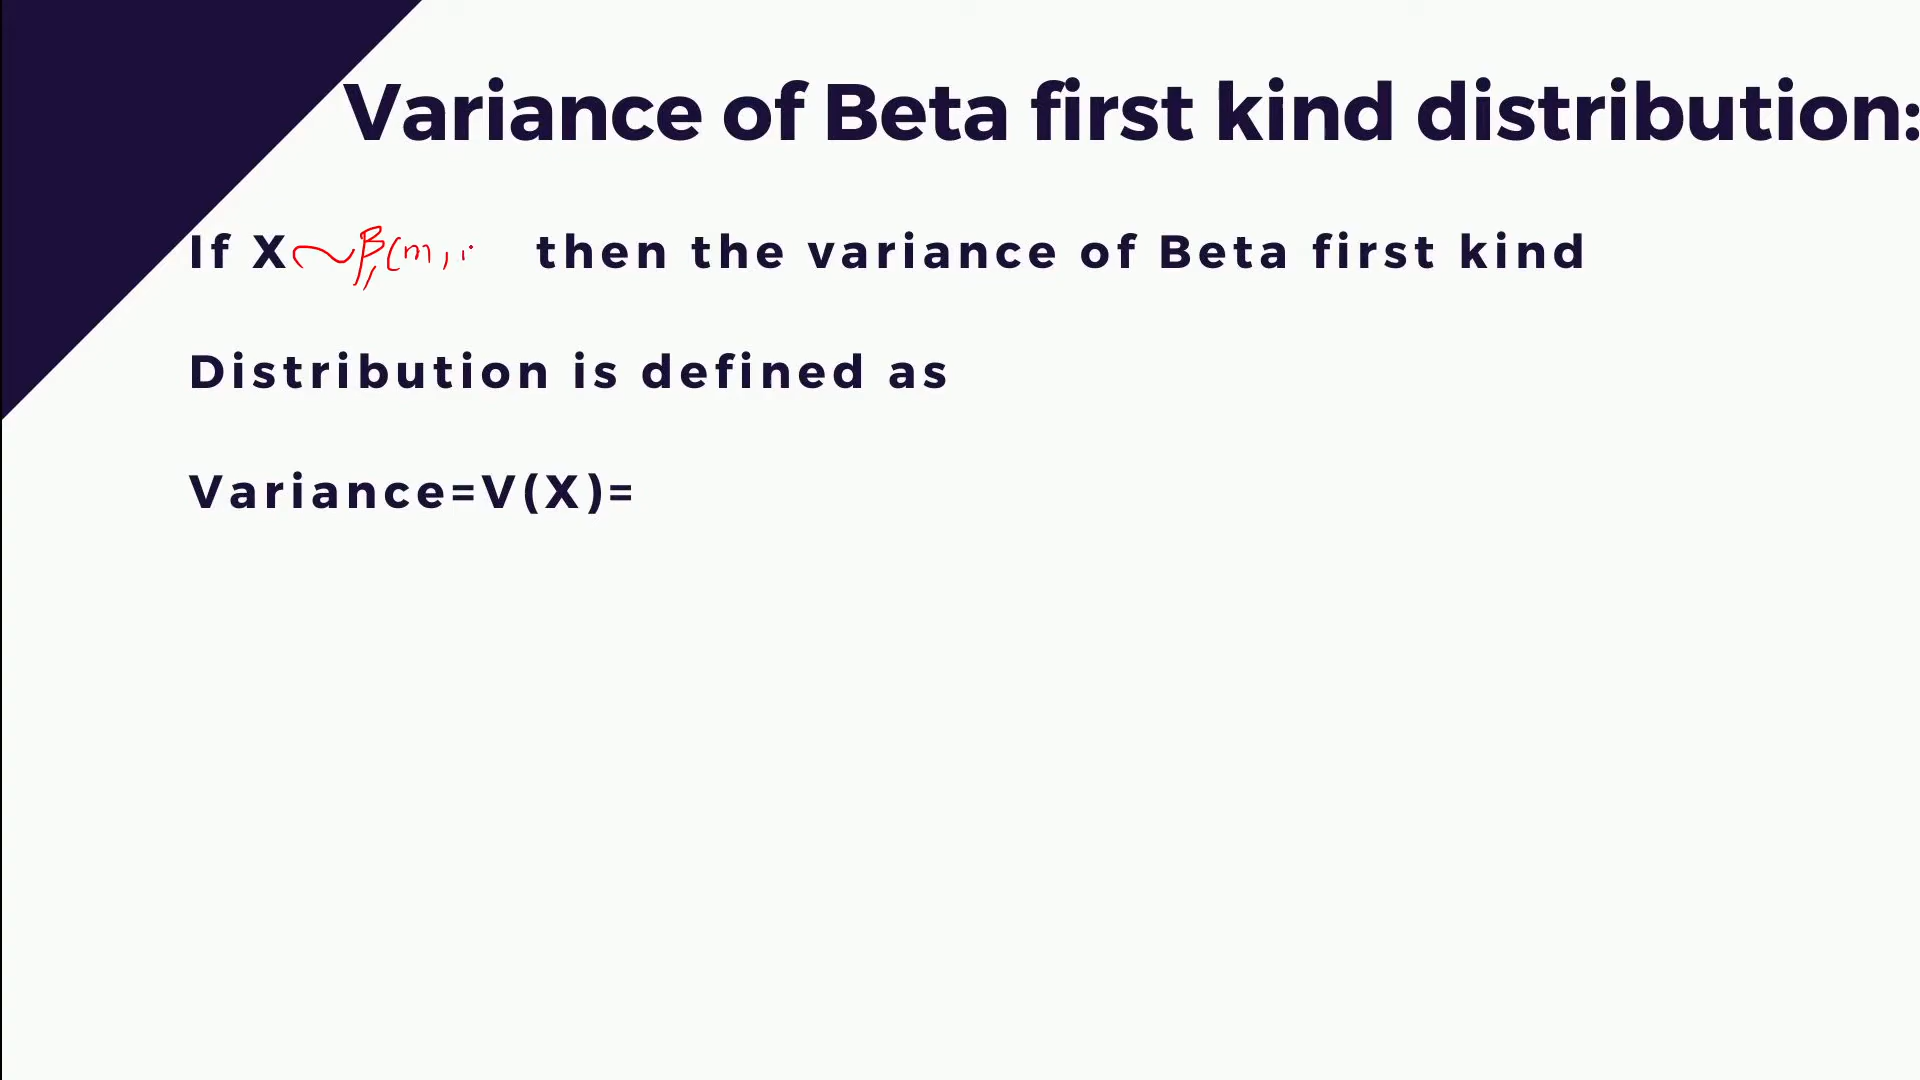 Variance of Beta first kind distribution:
If X~β₁(m, then the variance of Beta first kind
Distribution is defined as
Variance=V(X)=